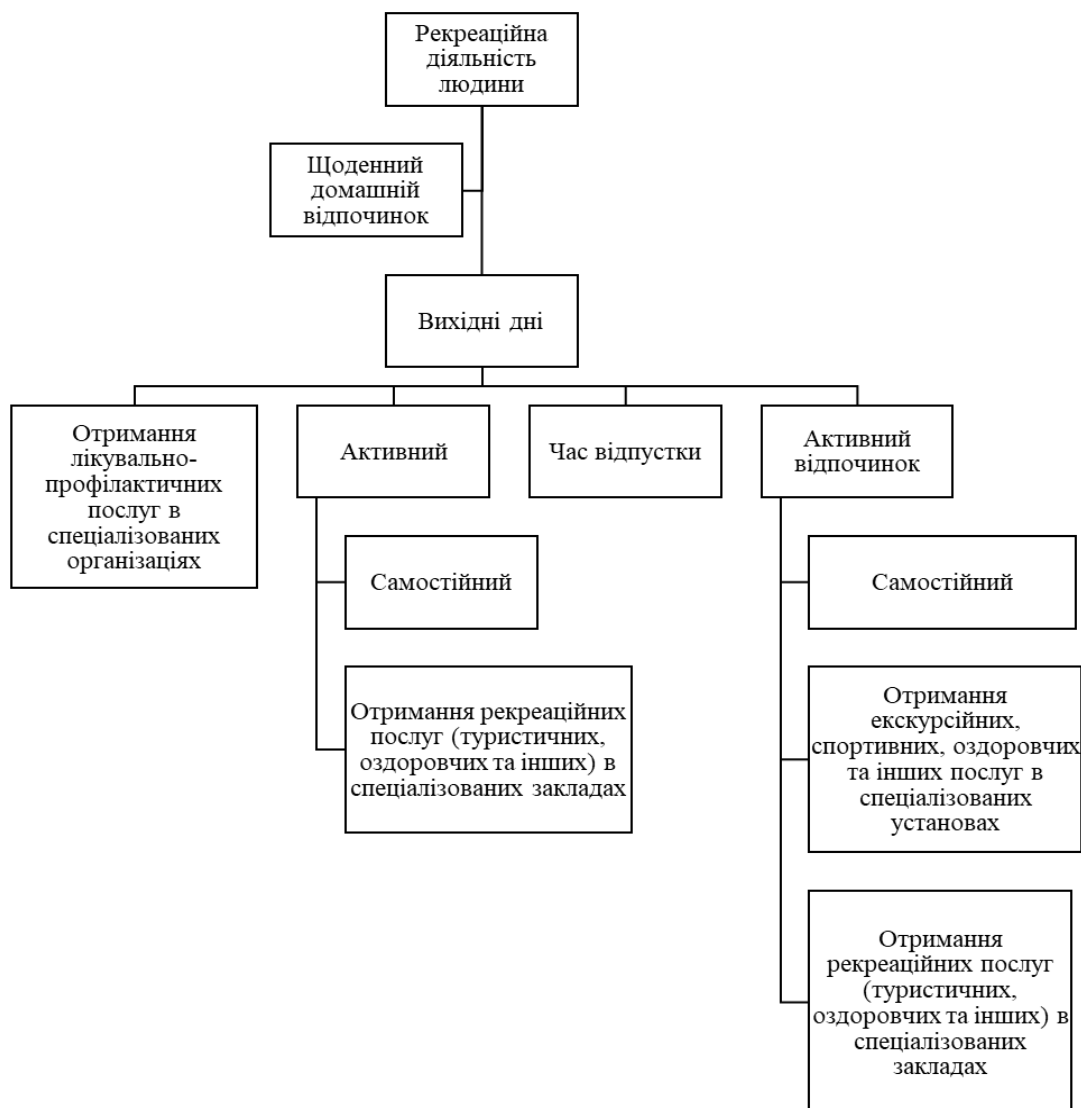 Рекреаційна
діяльність
людини
Щоденний
домашній
відпочинок
Вихідні дні
Отримання
лікувально-
профілактичних
послуг в
спеціалізованих
організаціях
Активний
Час відпустки
Активний
відпочинок
Самостійний
Отримання рекреаційних
послуг (туристичних,
оздоровчих та інших) в
спеціалізованих закладах
Самостійний
Отримання
екскурсійних,
спортивних, оздоровчих
та інших послуг в
спеціалізованих
установах
Отримання
рекреаційних послуг
(туристичних,
оздоровчих та інших) в
спеціалізованих
закладах